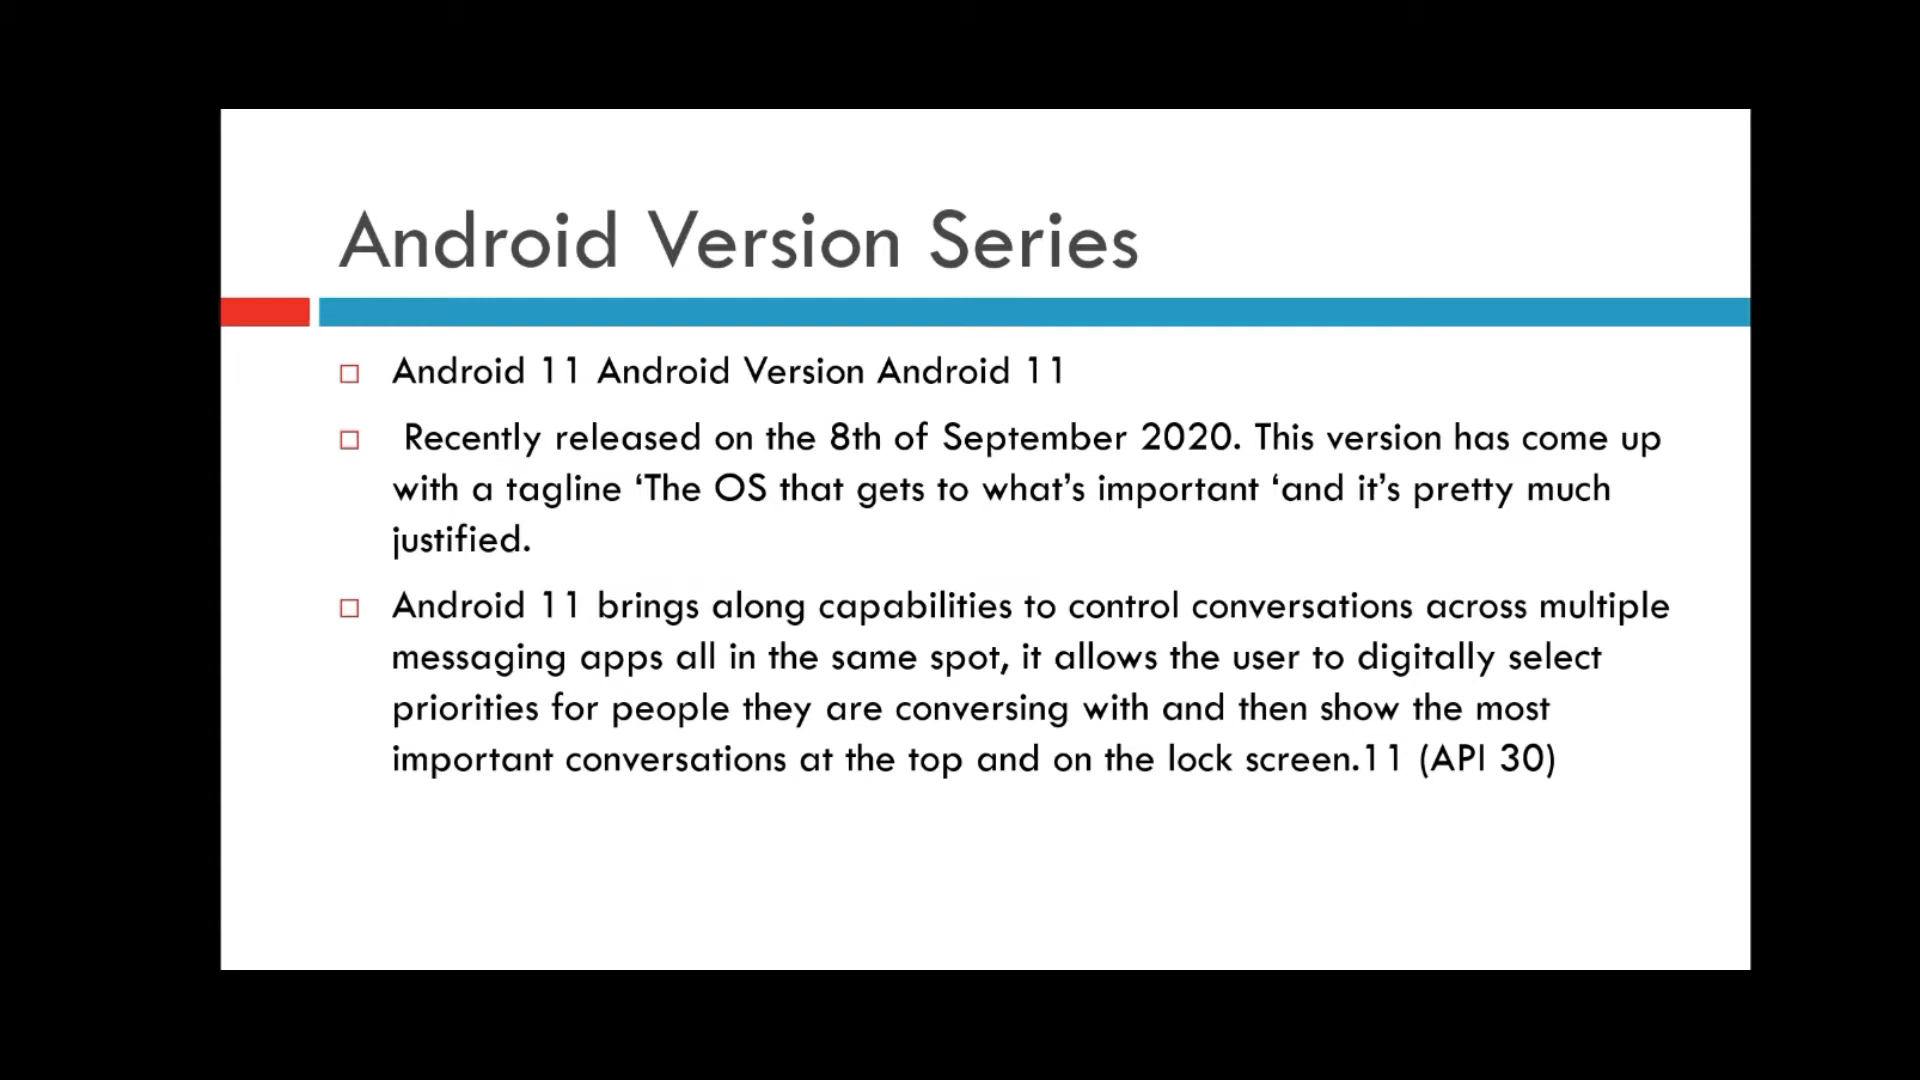 Android Version Series
Android 11 Android Version Android 11
Recently released on the 8th of September 2020. This version has come up
with a tagline ‘The OS that gets to what’s important ‘and it’s pretty much
justified.
Android 11 brings along capabilities to control conversations across multiple
messaging apps all in the same spot, it allows the user to digitally select
priorities for people they are conversing with and then show the most
important conversations at the top and on the lock screen.11 (API 30)